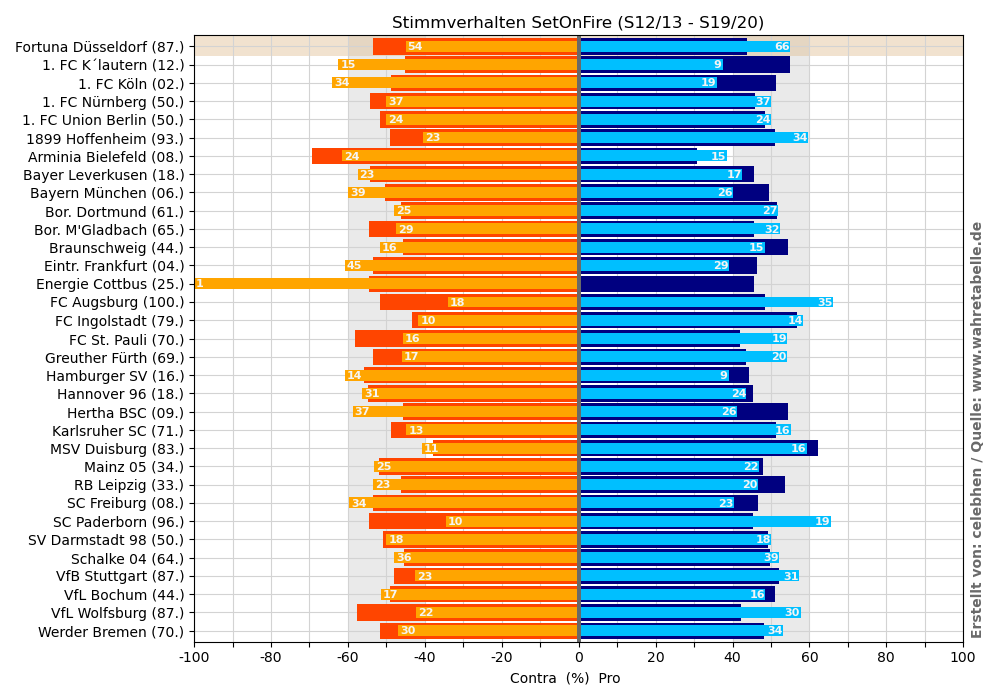 Stimmverhalten SetOnFire (S12/13 - S19/20)
Fortuna Düsseldorf (87.) 54 66
1. FC K´lautern (12.) 15 9
1. FC Köln (02.) 34 19
1. FC Nürnberg (50.) 37 37
1. FC Union Berlin (50.) 24 24
1899 Hoffenheim (93.) 23 34
Arminia Bielefeld (08.) 24 15
Bayer Leverkusen (18.) 23 17
Bayern München (06.) 39 26
Bor. Dortmund (61.) 25 27
Bor. M'Gladbach (65.) 29 32
Braunschweig (44.) 16 15
Eintr. Frankfurt (04.) 45 29
Energie Cottbus (25.) 1
FC Augsburg (100.) 18 35
FC Ingolstadt (79.) 10 14
FC St. Pauli (70.) 16 19
Greuther Fürth (69.) 17 20
Hamburger SV (16.) 14 9
Hannover 96 (18.) 31 24
Hertha BSC (09.) 37 26
Karlsruher SC (71.) 13 16
MSV Duisburg (83.) 11 16
Mainz 05 (34.) 25 22
RB Leipzig (33.) 23 20
SC Freiburg (08.) 34 23
SC Paderborn (96.) 10 19
SV Darmstadt 98 (50.) 18 18
Schalke 04 (64.) 36 39
VfB Stuttgart (87.) 23 31
VfL Bochum (44.) 17 16
VfL Wolfsburg (87.) 22 30
Werder Bremen (70.) 30 34
-100 -80 -60 -40 -20 0 20 40 60 80 100
Contra (%) Pro
Erstellt von: celebhen / Quelle: www.wahretabelle.de